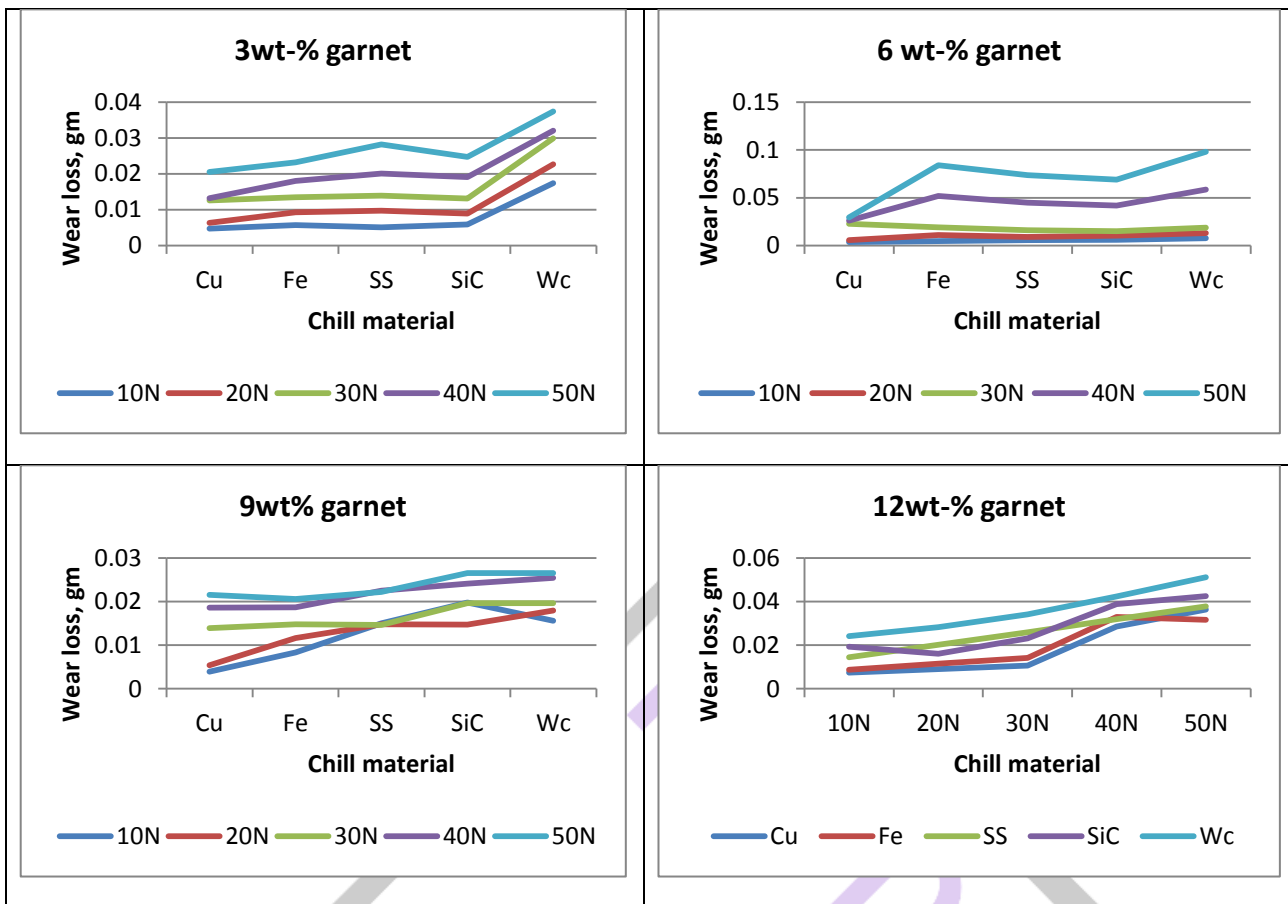 3wt-% garnet
Wear loss, gm
0.04
0.03
0.02
0.01
0
Cu Fe SS SiC Wc
Chill material
10N 20N 30N 40N 50N
6 wt-% garnet
Wear loss, gm
0.15
0.1
0.05
0
Cu Fe SS SiC Wc
Chill material
10N 20N 30N 40N 50N
9wt% garnet
Wear loss, gm
0.03
0.02
0.01
0
Cu Fe SS SiC Wc
Chill material
10N 20N 30N 40N 50N
12wt-% garnet
Wear loss, gm
0.06
0.04
0.02
0
10N 20N 30N 40N 50N
Chill material
Cu Fe SS SiC Wc